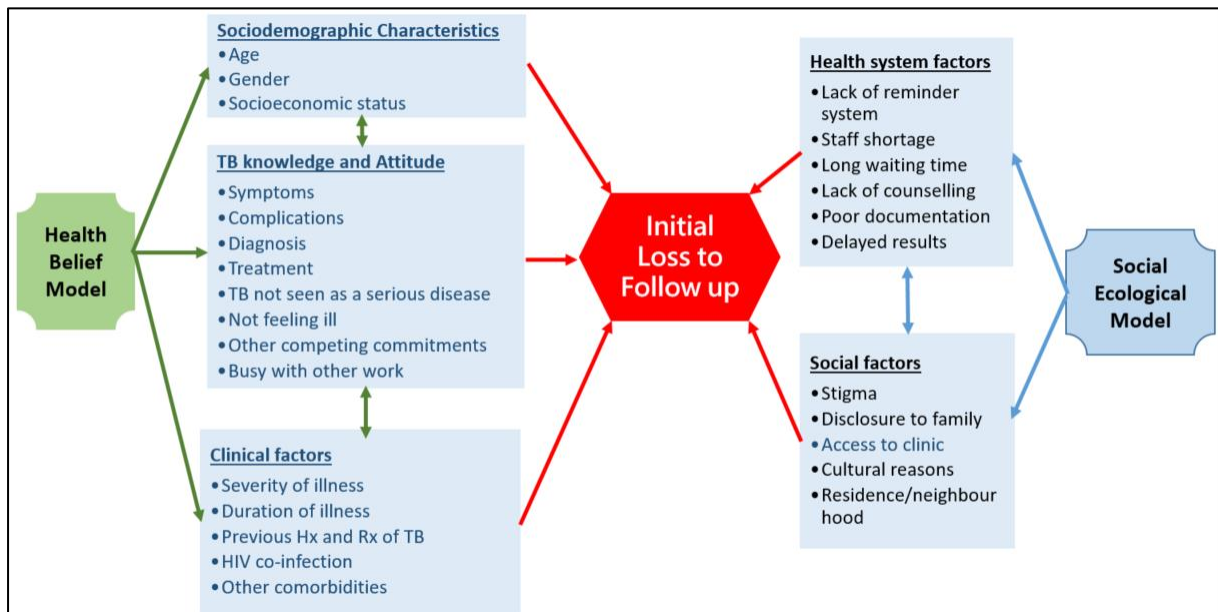 Health
Belief
Model
Sociodemographic Characteristics
•Age
•Gender
•Socioeconomic status
TB knowledge and Attitude
•Symptoms
•Complications
•Diagnosis
•Treatment
•TB not seen as a serious disease
•Not feeling ill
•Other competing commitments
•Busy with other work
Clinical factors
•Severity of illness
•Duration of illness
•Previous Hx and Rx of TB
•HIV co-infection
•Other comorbidities
Initial
Loss to
Follow up
Health system factors
•Lack of reminder
system
•Staff shortage
•Long waiting time
•Lack of counselling
•Poor documentation
•Delayed results
Social factors
•Stigma
•Disclosure to family
•Access to clinic
•Cultural reasons
•Residence/neighbour
hood
Social
Ecological
Model